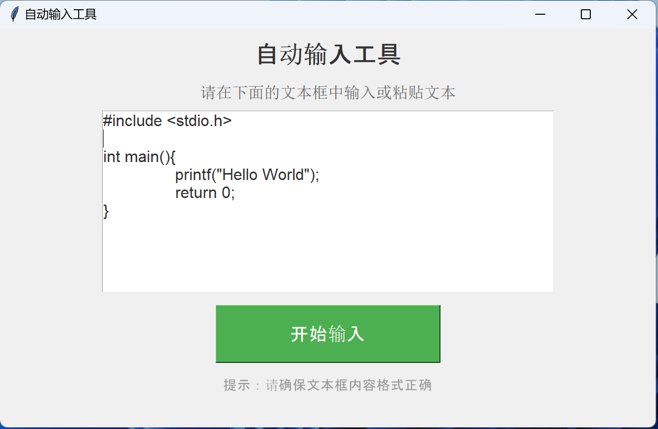 自动输入工具
自动输入工具
请在下面的文本框中输入或粘贴文本
#include <stdio.h>
int main(){
printf("Hello World");
return 0;
}
开始输入
提示：请确保文本框内容格式正确